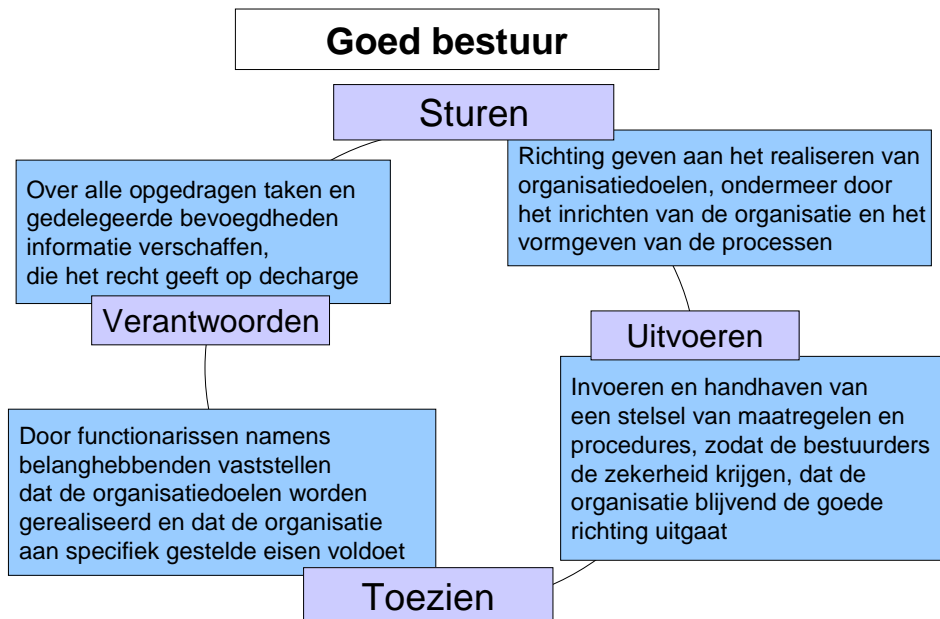 Goed bestuur
Sturen
Richting geven aan het realiseren van
organisatiedoelen, ondermeer door
het inrichten van de organisatie en het
vormgeven van de processen
Uitvoeren
Invoeren en handhaven van
een stelsel van maatregelen en
procedures, zodat de bestuurders
de zekerheid krijgen, dat de
organisatie blijvend de goede
richting uitgaat
Toezien
Door functionarissen namens
belanghebbenden vaststellen
dat de organisatiedoelen worden
gerealiseerd en dat de organisatie
aan specifiek gestelde eisen voldoet
Verantwoorden
Over alle opgedragen taken en
gedelegeerde bevoegdheden
informatie verschaffen,
die het recht geeft op decharge